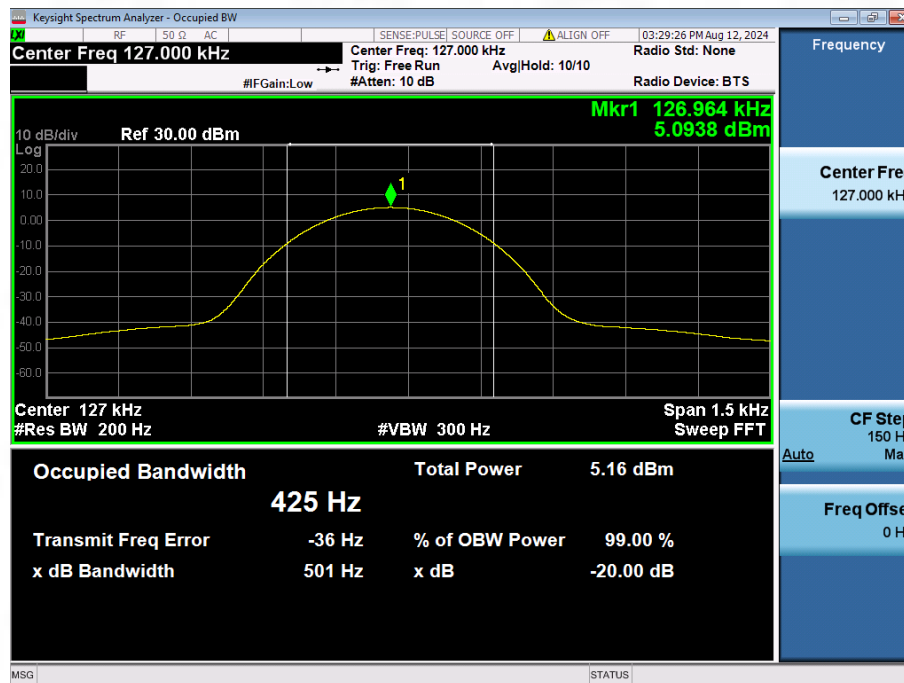 Keysight Spectrum Analyzer - Occupied BW
LXI RF 50 Ω AC SENSE:PULSE SOURCE OFF ALIGN OFF 03:29:26 PM Aug 12, 2024
Center Freq 127.000 kHz
Center Freq: 127.000 kHz
Radio Std: None
Trig: Free Run Avg|Hold: 10/10
#IFGain:Low #Atten: 10 dB Radio Device: BTS
Mkr1 126.964 kHz
5.0938 dBm
10 dB/div Ref 30.00 dBm
Log
20.0
1
10.0
0.00
-10.0
-20.0
-30.0
-40.0
-50.0
-60.0
Center 127 kHz Span 1.5 kHz
#Res BW 200 Hz #VBW 300 Hz Sweep FFT
Occupied Bandwidth Total Power 5.16 dBm
425 Hz
Transmit Freq Error -36 Hz % of OBW Power 99.00 %
x dB Bandwidth 501 Hz x dB -20.00 dB
MSG STATUS
Frequency
Center Fre
127.000 kH
CF Ste
150 H
Auto Ma
Freq Offse
0 H